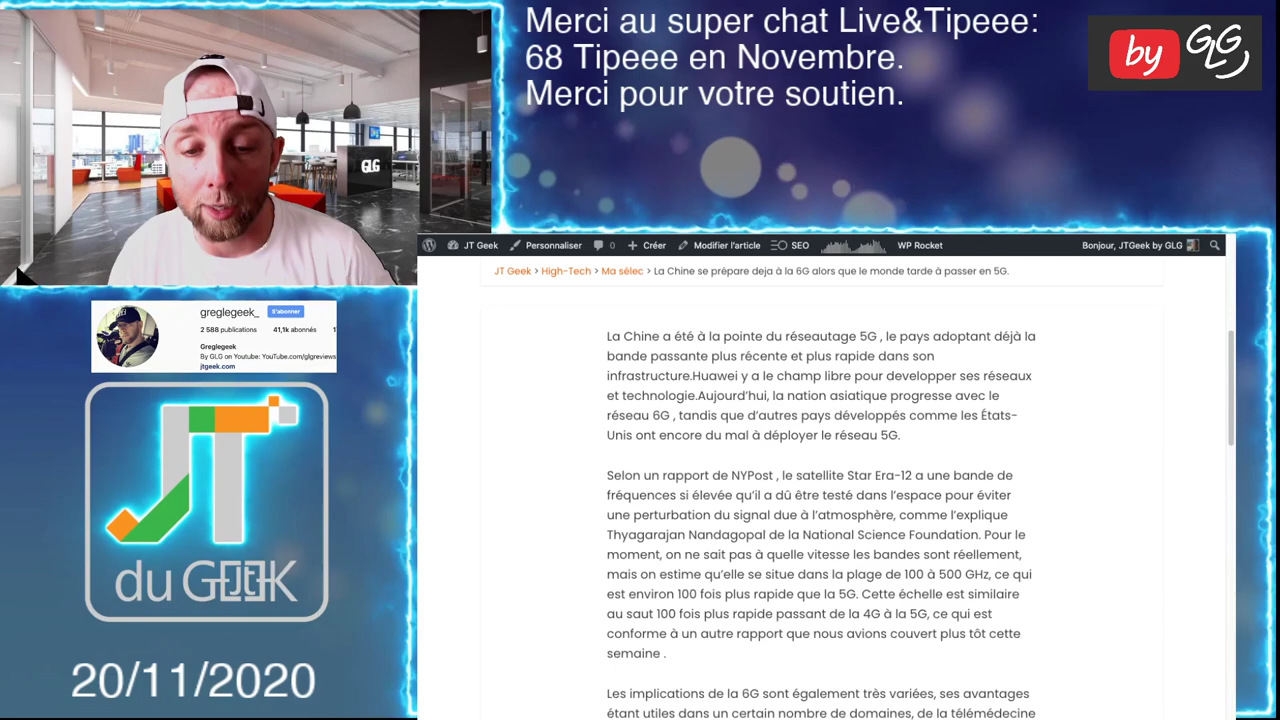 Merci au super chat Live&Tipeee:
68 Tipeee en Novembre.
Merci pour votre soutien.
by GLG
GLG
JT Geek Personnaliser 0 Créer Modifier l'article SEO WP Rocket Bonjour, JTGeek by GLG
JT Geek > High-Tech > Ma sélec > La Chine se prépare deja à la 6G alors que le monde tarde à passer en 5G.
greglegeek_ S'abonner
2 588 publications 41,1k abonnés 1
Greglegeek
By GLG on Youtube: YouTube.com/glgreviews
jtgeek.com
JT
du GEEK
20/11/2020
La Chine a été à la pointe du réseautage 5G , le pays adoptant déjà la
bande passante plus récente et plus rapide dans son
infrastructure.Huawei y a le champ libre pour developper ses réseaux
et technologie.Aujourd'hui, la nation asiatique progresse avec le
réseau 6G , tandis que d'autres pays développés comme les États-
Unis ont encore du mal à déployer le réseau 5G.
Selon un rapport de NYPost , le satellite Star Era-12 a une bande de
fréquences si élevée qu'il a dû être testé dans l'espace pour éviter
une perturbation du signal due à l'atmosphère, comme l'explique
Thyagarajan Nandagopal de la National Science Foundation. Pour le
moment, on ne sait pas à quelle vitesse les bandes sont réellement,
mais on estime qu'elle se situe dans la plage de 100 à 500 GHz, ce qui
est environ 100 fois plus rapide que la 5G. Cette échelle est similaire
au saut 100 fois plus rapide passant de la 4G à la 5G, ce qui est
conforme à un autre rapport que nous avions couvert plus tôt cette
semaine .
Les implications de la 6G sont également très variées, ses avantages
étant utiles dans un certain nombre de domaines, de la télémédecine